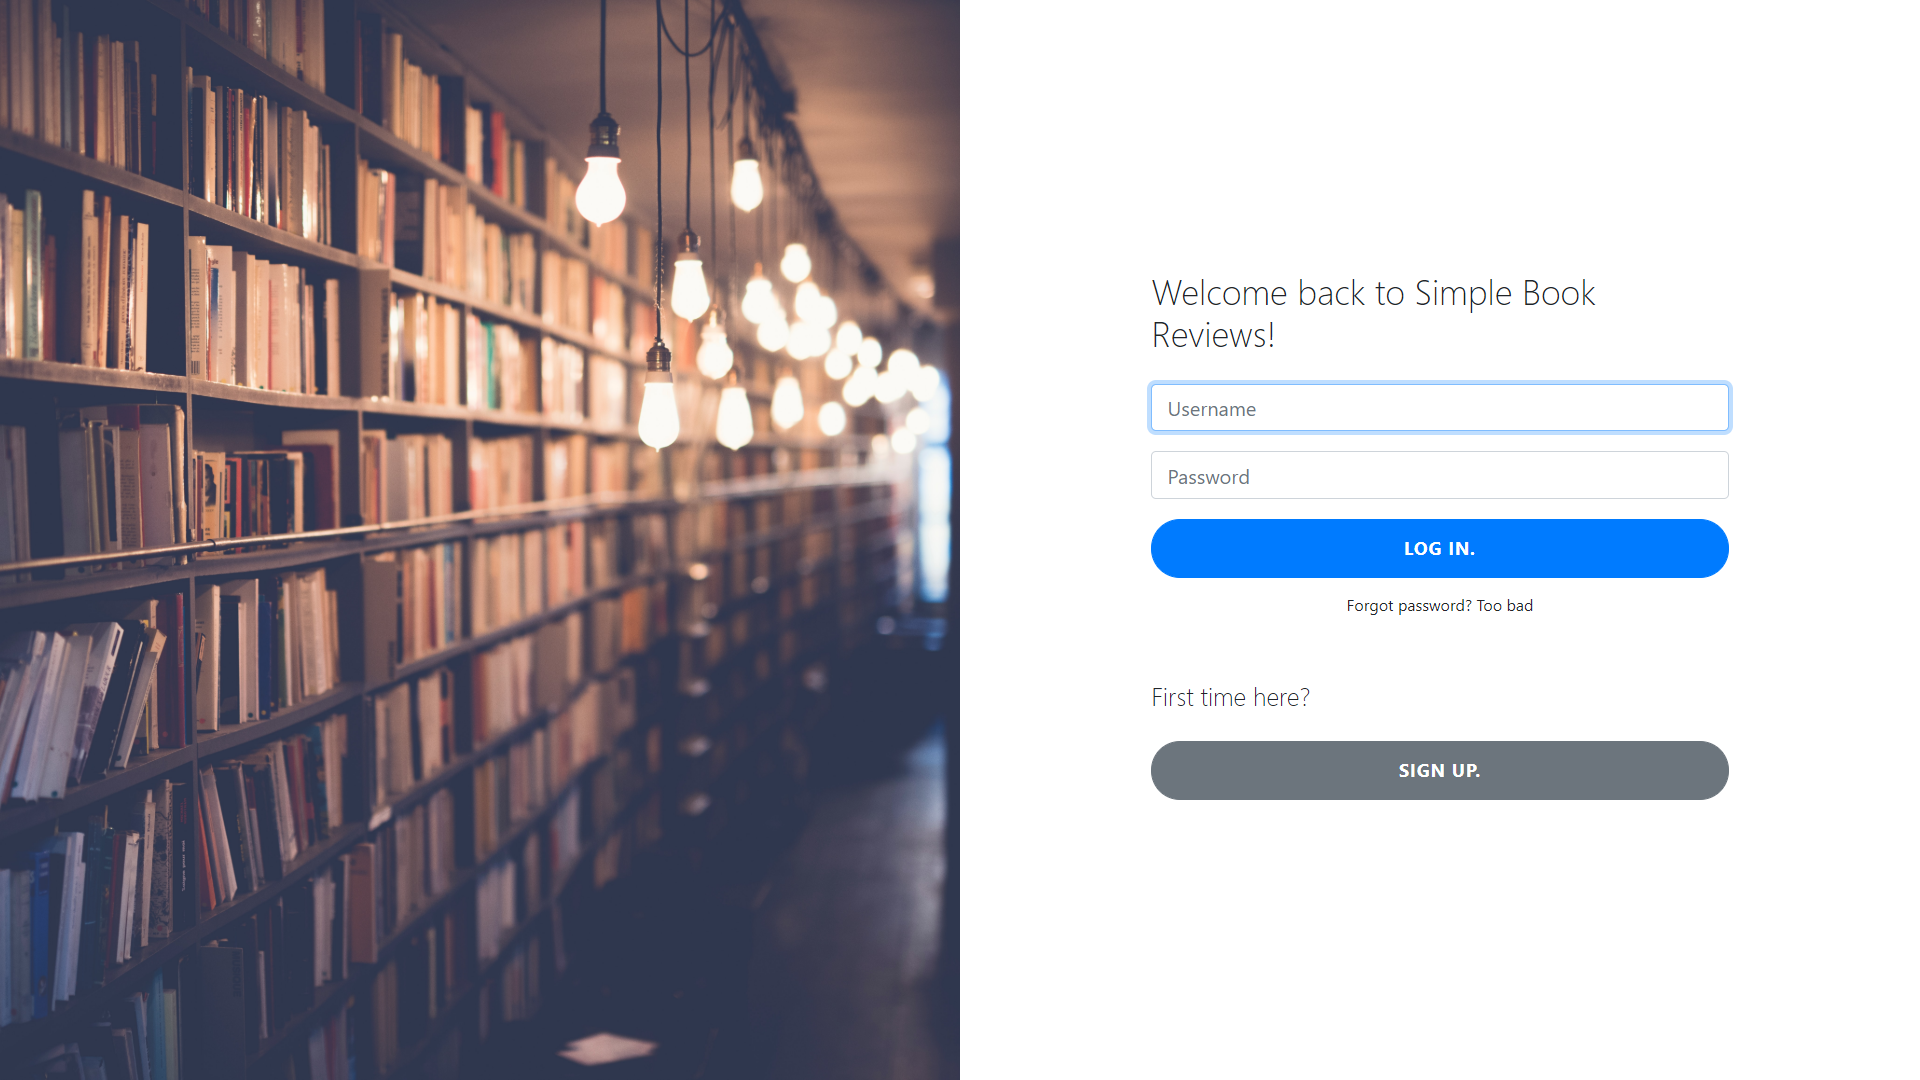 Welcome back to Simple Book
Reviews!
Username
Password
LOG IN.
Forgot password? Too bad
First time here?
SIGN UP.